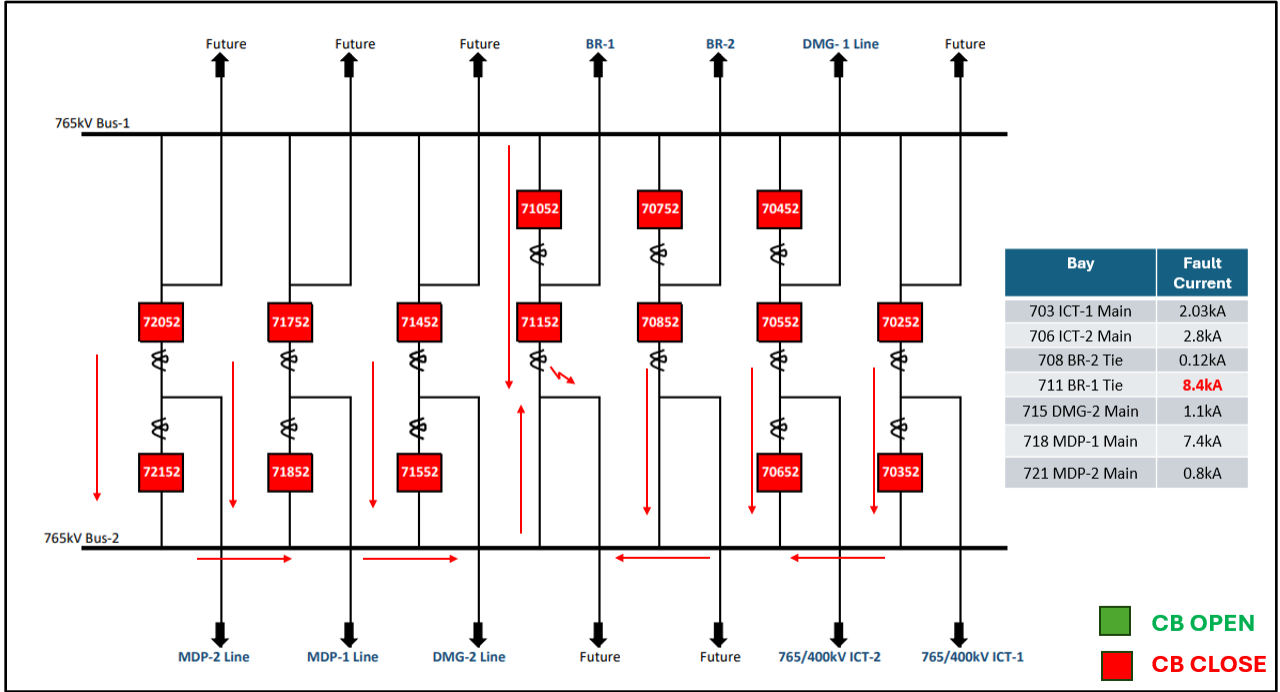 Future
Future
Future
BR-1
BR-2
DMG- 1 Line
Future
765kV Bus-1
71052
70752
70452
72052
71752
71452
71152
70852
70552
70252
72152
71852
71552
70652
70352
765kV Bus-2
MDP-2 Line
MDP-1 Line
DMG-2 Line
Future
Future
765/400kV ICT-2
765/400kV ICT-1
Bay
Fault
Current
703 ICT-1 Main
2.03kA
706 ICT-2 Main
2.8kA
708 BR-2 Tie
0.12kA
711 BR-1 Tie
8.4kA
715 DMG-2 Main
1.1kA
718 MDP-1 Main
7.4kA
721 MDP-2 Main
0.8kA
CB OPEN
CB CLOSE